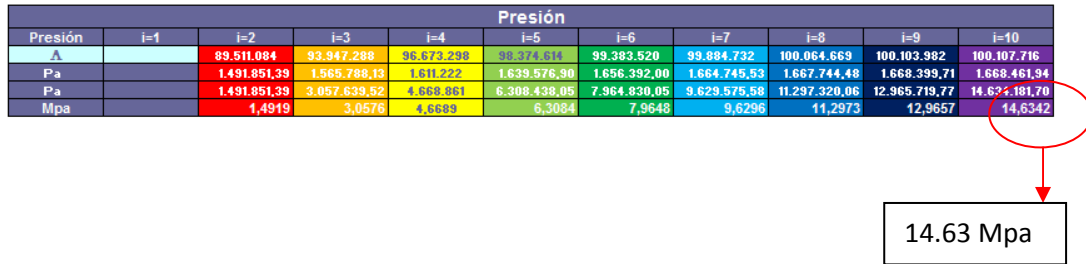 Presión
Presión i=1 i=2 i=3 i=4 i=5 i=6 i=7 i=8 i=9 i=10
A 89.511.084 93.947.288 96.673.298 98.374.614 99.383.520 99.884.732 100.064.669 100.103.982 100.107.716
Pa 1.491.851,39 1.565.788,13 1.611.222 1.639.576,90 1.656.392,00 1.664.745,53 1.667.744,48 1.668.399,71 1.668.461,94
Pa 1.491.851,39 3.057.639,52 4.668.861 6.308.438,05 7.964.830,05 9.629.575,58 11.297.320,06 12.965.719,77 14.634.181,70
Mpa 1,4919 3,0576 4,6689 6,3084 7,9648 9,6296 11,2973 12,9657 14,6342
14.63 Mpa